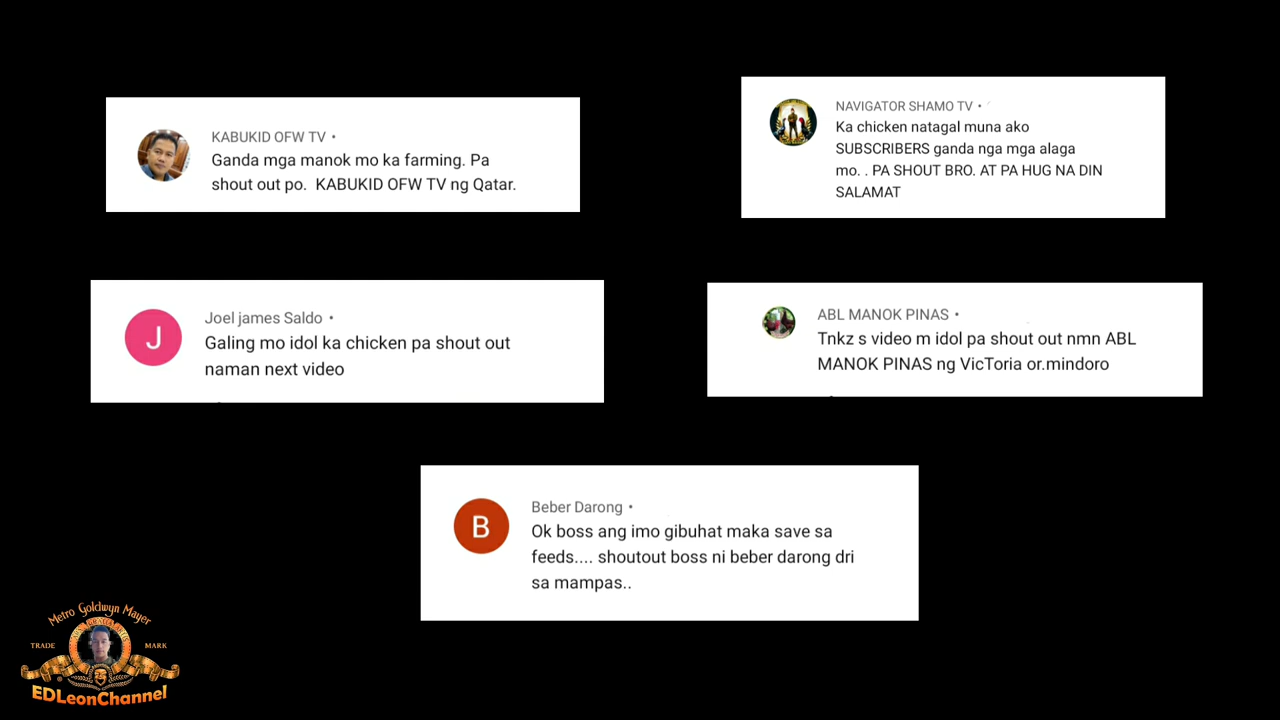 KABUKID OFW TV •
Ganda mga manok mo ka farming. Pa
shout out po. KABUKID OFW TV ng Qatar.
NAVIGATOR SHAMO TV •
Ka chicken natagal muna ako
SUBSCRIBERS ganda nga mga alaga
mo. . PA SHOUT BRO. AT PA HUG NA DIN
SALAMAT
J
Joel james Saldo •
Galing mo idol ka chicken pa shout out
naman next video
ABL MANOK PINAS •
Tnkz s video m idol pa shout out nmn ABL
MANOK PINAS ng VicToria or.mindoro
B
Beber Darong •
Ok boss ang imo gibuhat maka save sa
feeds.... shoutout boss ni beber darong dri
sa mampas..
Metro Goldwyn Mayer
TRADE MARK
EDLeonChannel